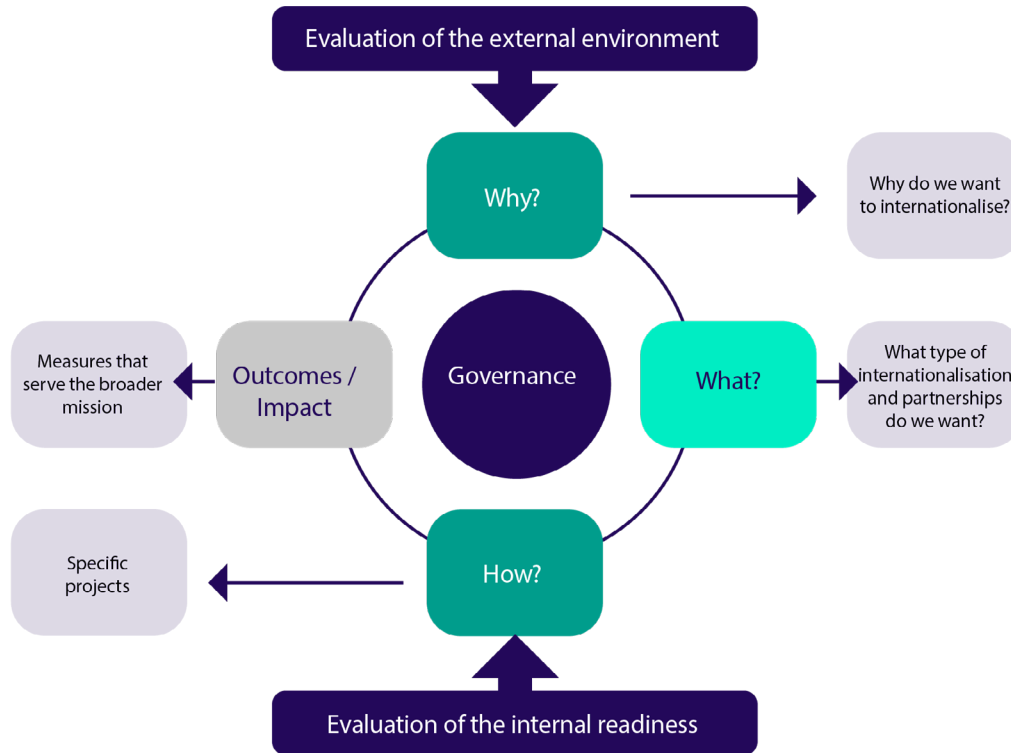 Evaluation of the external environment
Why?
Why do we want
to internationalise?
Measures that
serve the broader
mission
Outcomes /
Impact
Governance
What?
What type of
internationalisation
and partnerships
do we want?
Specific
projects
How?
Evaluation of the internal readiness